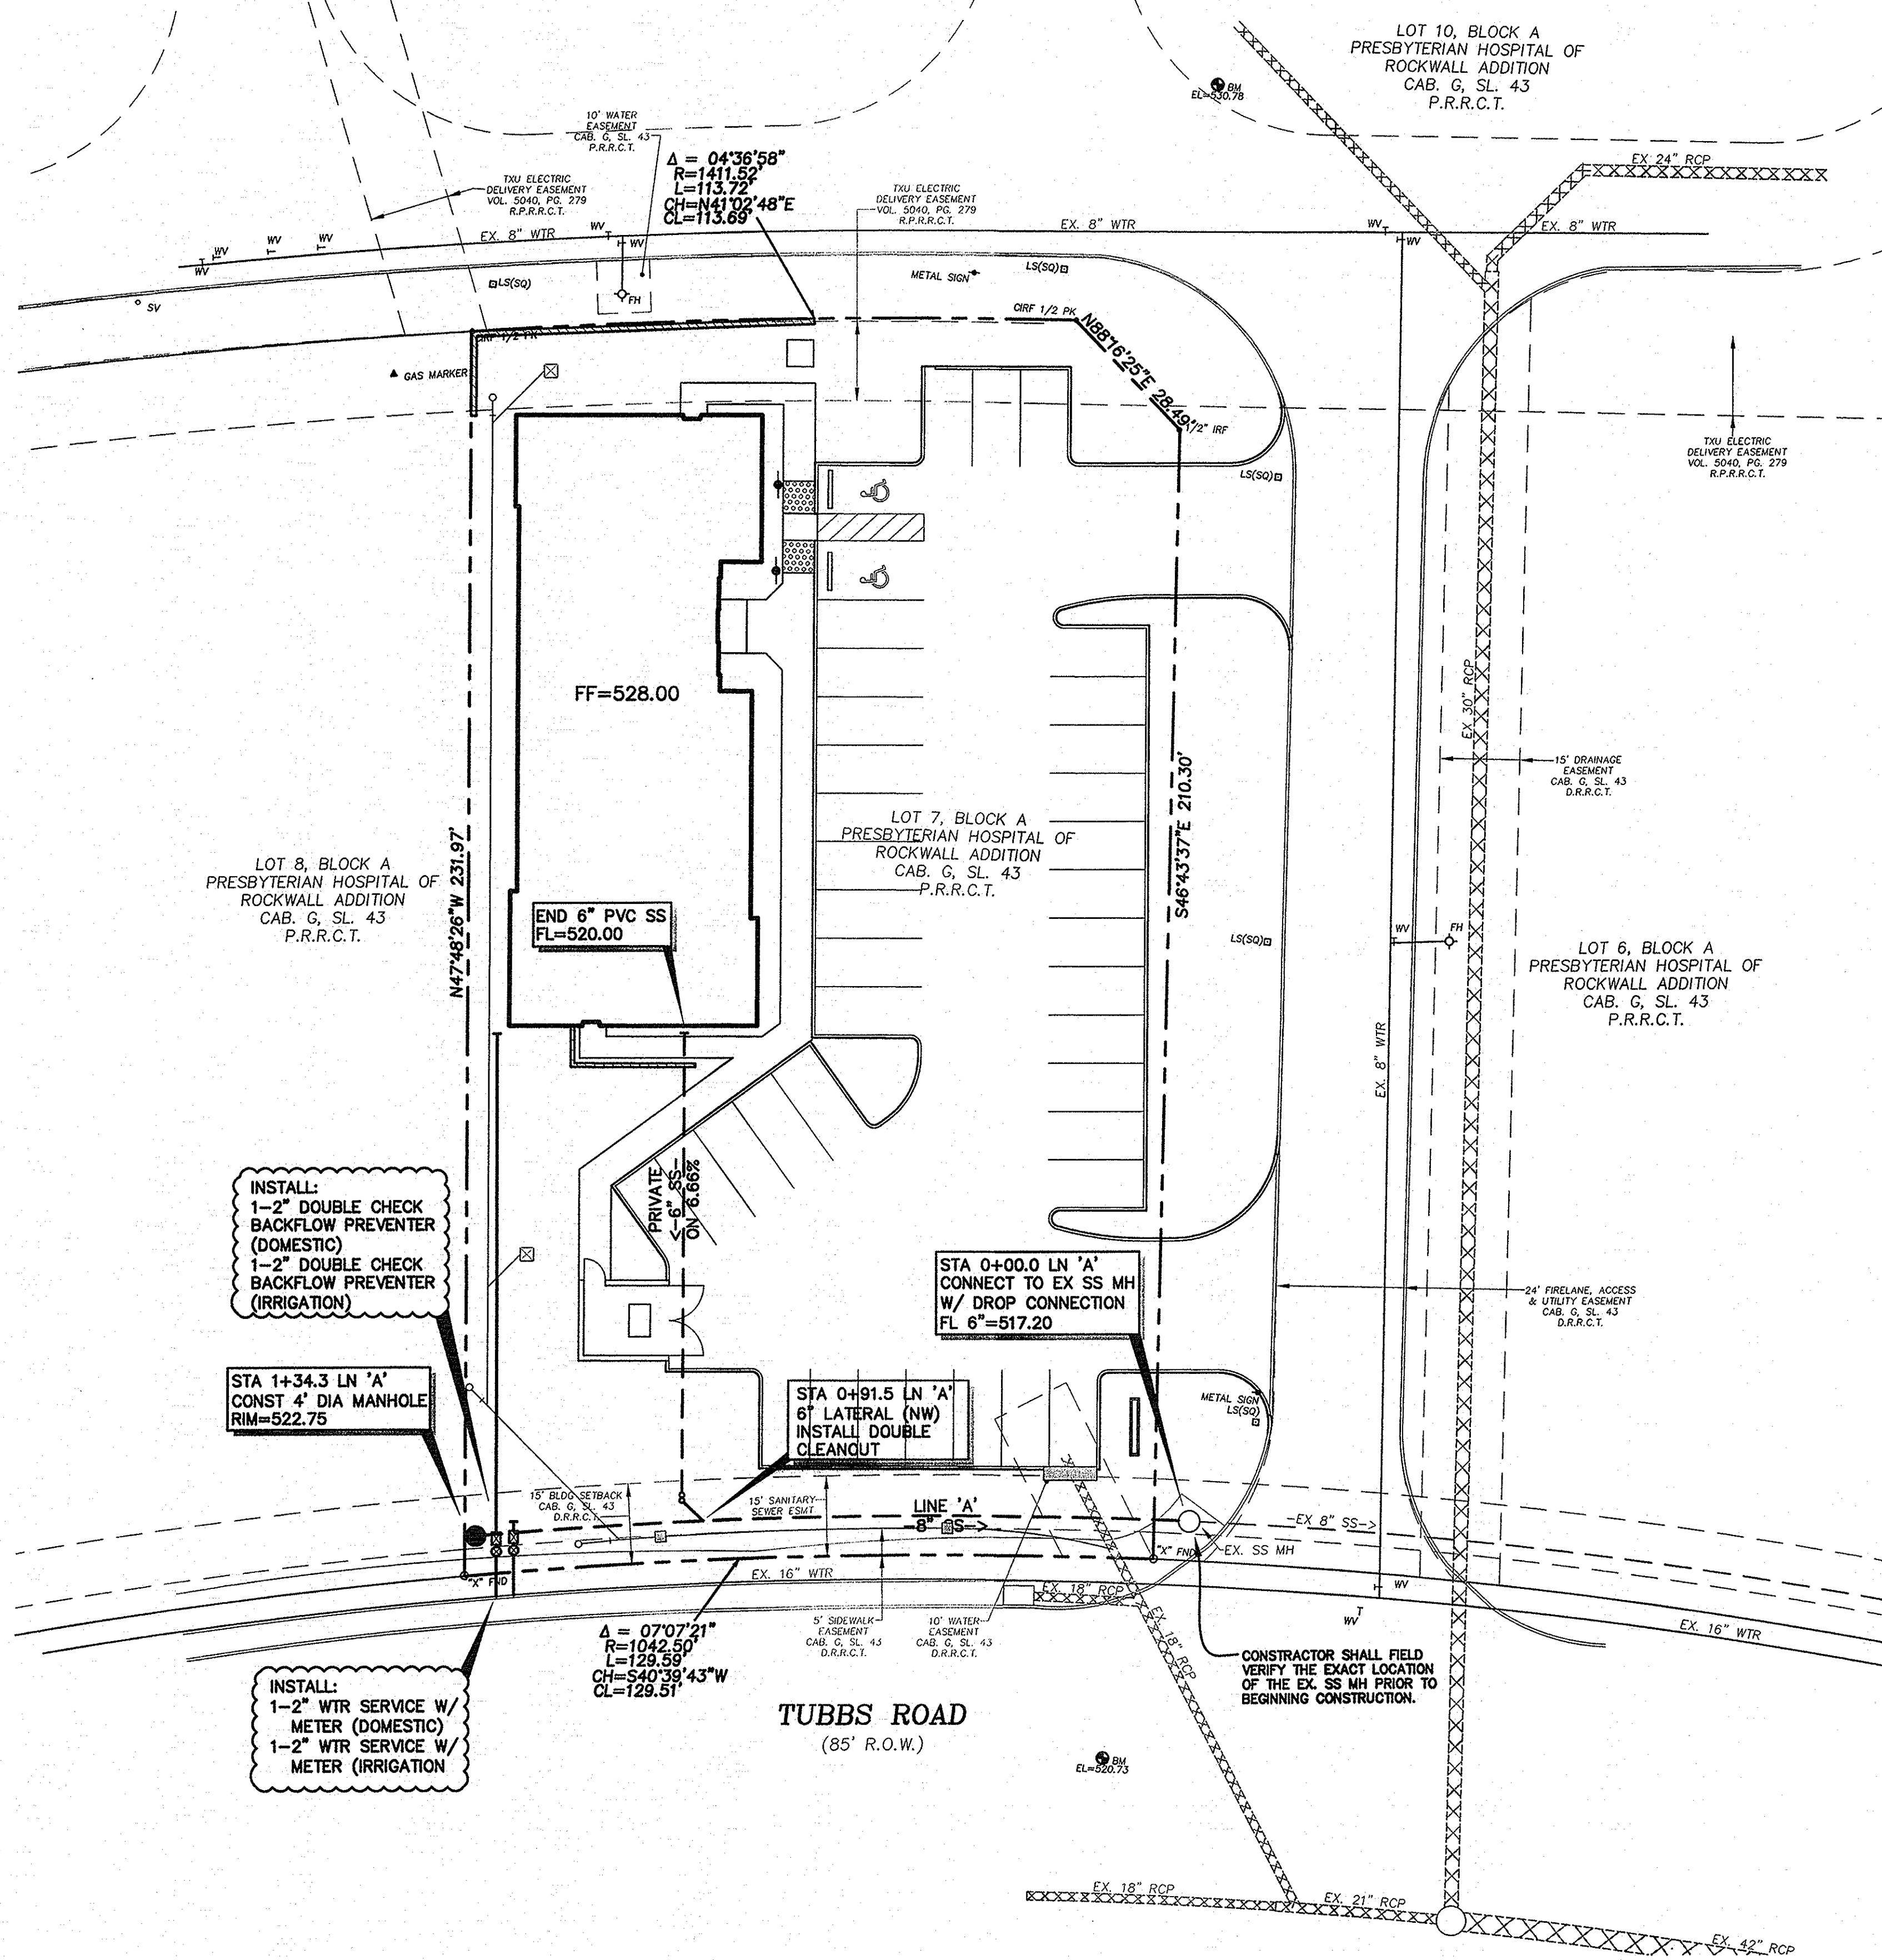 LOT 10, BLOCK A
PRESBYTERIAN HOSPITAL OF
ROCKWALL ADDITION
CAB. G, SL. 43
P.R.R.C.T.
BM
EL=530.78
10' WATER
EASEMENT
CAB. G, SL. 43
P.R.R.C.T.
Δ = 04°36'58"
R=1411.52'
L=113.72'
CH=N41°02'48"E
CL=113.69'
EX 24" RCP
TXU ELECTRIC
DELIVERY EASEMENT
VOL. 5040, PG. 279
R.P.R.R.C.T.
TXU ELECTRIC
DELIVERY EASEMENT
VOL. 5040, PG. 279
R.P.R.R.C.T.
WV
WV
WV
WV
EX. 8" WTR
WV
WV
EX. 8" WTR
WV
WV
EX. 8" WTR
SV
LS(SQ)
FH
METAL SIGN
LS(SQ)
CIRF 1/2 PK
CIRF 1/2 PK
N88°16'25"E 28.49'
1/2" IRF
GAS MARKER
LS(SQ)
TXU ELECTRIC
DELIVERY EASEMENT
VOL. 5040, PG. 279
R.P.R.R.C.T.
FF=528.00
EX 30" RCP
15' DRAINAGE
EASEMENT
CAB. G, SL. 43
D.R.R.C.T.
S46°43'37"E 210.30'
N47°48'26"W 231.97'
LOT 7, BLOCK A
PRESBYTERIAN HOSPITAL OF
ROCKWALL ADDITION
CAB. G, SL. 43
P.R.R.C.T.
LOT 8, BLOCK A
PRESBYTERIAN HOSPITAL OF
ROCKWALL ADDITION
CAB. G, SL. 43
P.R.R.C.T.
END 6" PVC SS
FL=520.00
LS(SQ)
WV
FH
LOT 6, BLOCK A
PRESBYTERIAN HOSPITAL OF
ROCKWALL ADDITION
CAB. G, SL. 43
P.R.R.C.T.
EX. 8" WTR
INSTALL:
1-2" DOUBLE CHECK
BACKFLOW PREVENTER
(DOMESTIC)
1-2" DOUBLE CHECK
BACKFLOW PREVENTER
(IRRIGATION)
PRIVATE
<-6" SS-
ON 6.66%
STA 0+00.0 LN 'A'
CONNECT TO EX SS MH
W/ DROP CONNECTION
FL 6"=517.20
24' FIRELANE, ACCESS
& UTILITY EASEMENT
CAB. G, SL. 43
D.R.R.C.T.
STA 1+34.3 LN 'A'
CONST 4' DIA MANHOLE
RIM=522.75
STA 0+91.5 LN 'A'
6" LATERAL (NW)
INSTALL DOUBLE
CLEANOUT
METAL SIGN
LS(SQ)
15' BLDG SETBACK
CAB. G, SL. 43
D.R.R.C.T.
15' SANITARY
SEWER ESMT
LINE 'A'
-8" SS->
-EX 8" SS->
EX. SS MH
"X" FND
"X" FND
EX. 16" WTR
EX. 18" RCP
WV
WV
EX. 16" WTR
EX. 18" RCP
5' SIDEWALK
EASEMENT
CAB. G, SL. 43
D.R.R.C.T.
10' WATER
EASEMENT
CAB. G, SL. 43
D.R.R.C.T.
Δ = 07°07'21"
R=1042.50'
L=129.59'
CH=S40°39'43"W
CL=129.51'
CONSTRACTOR SHALL FIELD
VERIFY THE EXACT LOCATION
OF THE EX. SS MH PRIOR TO
BEGINNING CONSTRUCTION.
INSTALL:
1-2" WTR SERVICE W/
METER (DOMESTIC)
1-2" WTR SERVICE W/
METER (IRRIGATION
TUBBS ROAD
(85' R.O.W.)
BM
EL=520.73
EX. 18" RCP
EX. 21" RCP
EX. 42" RCP